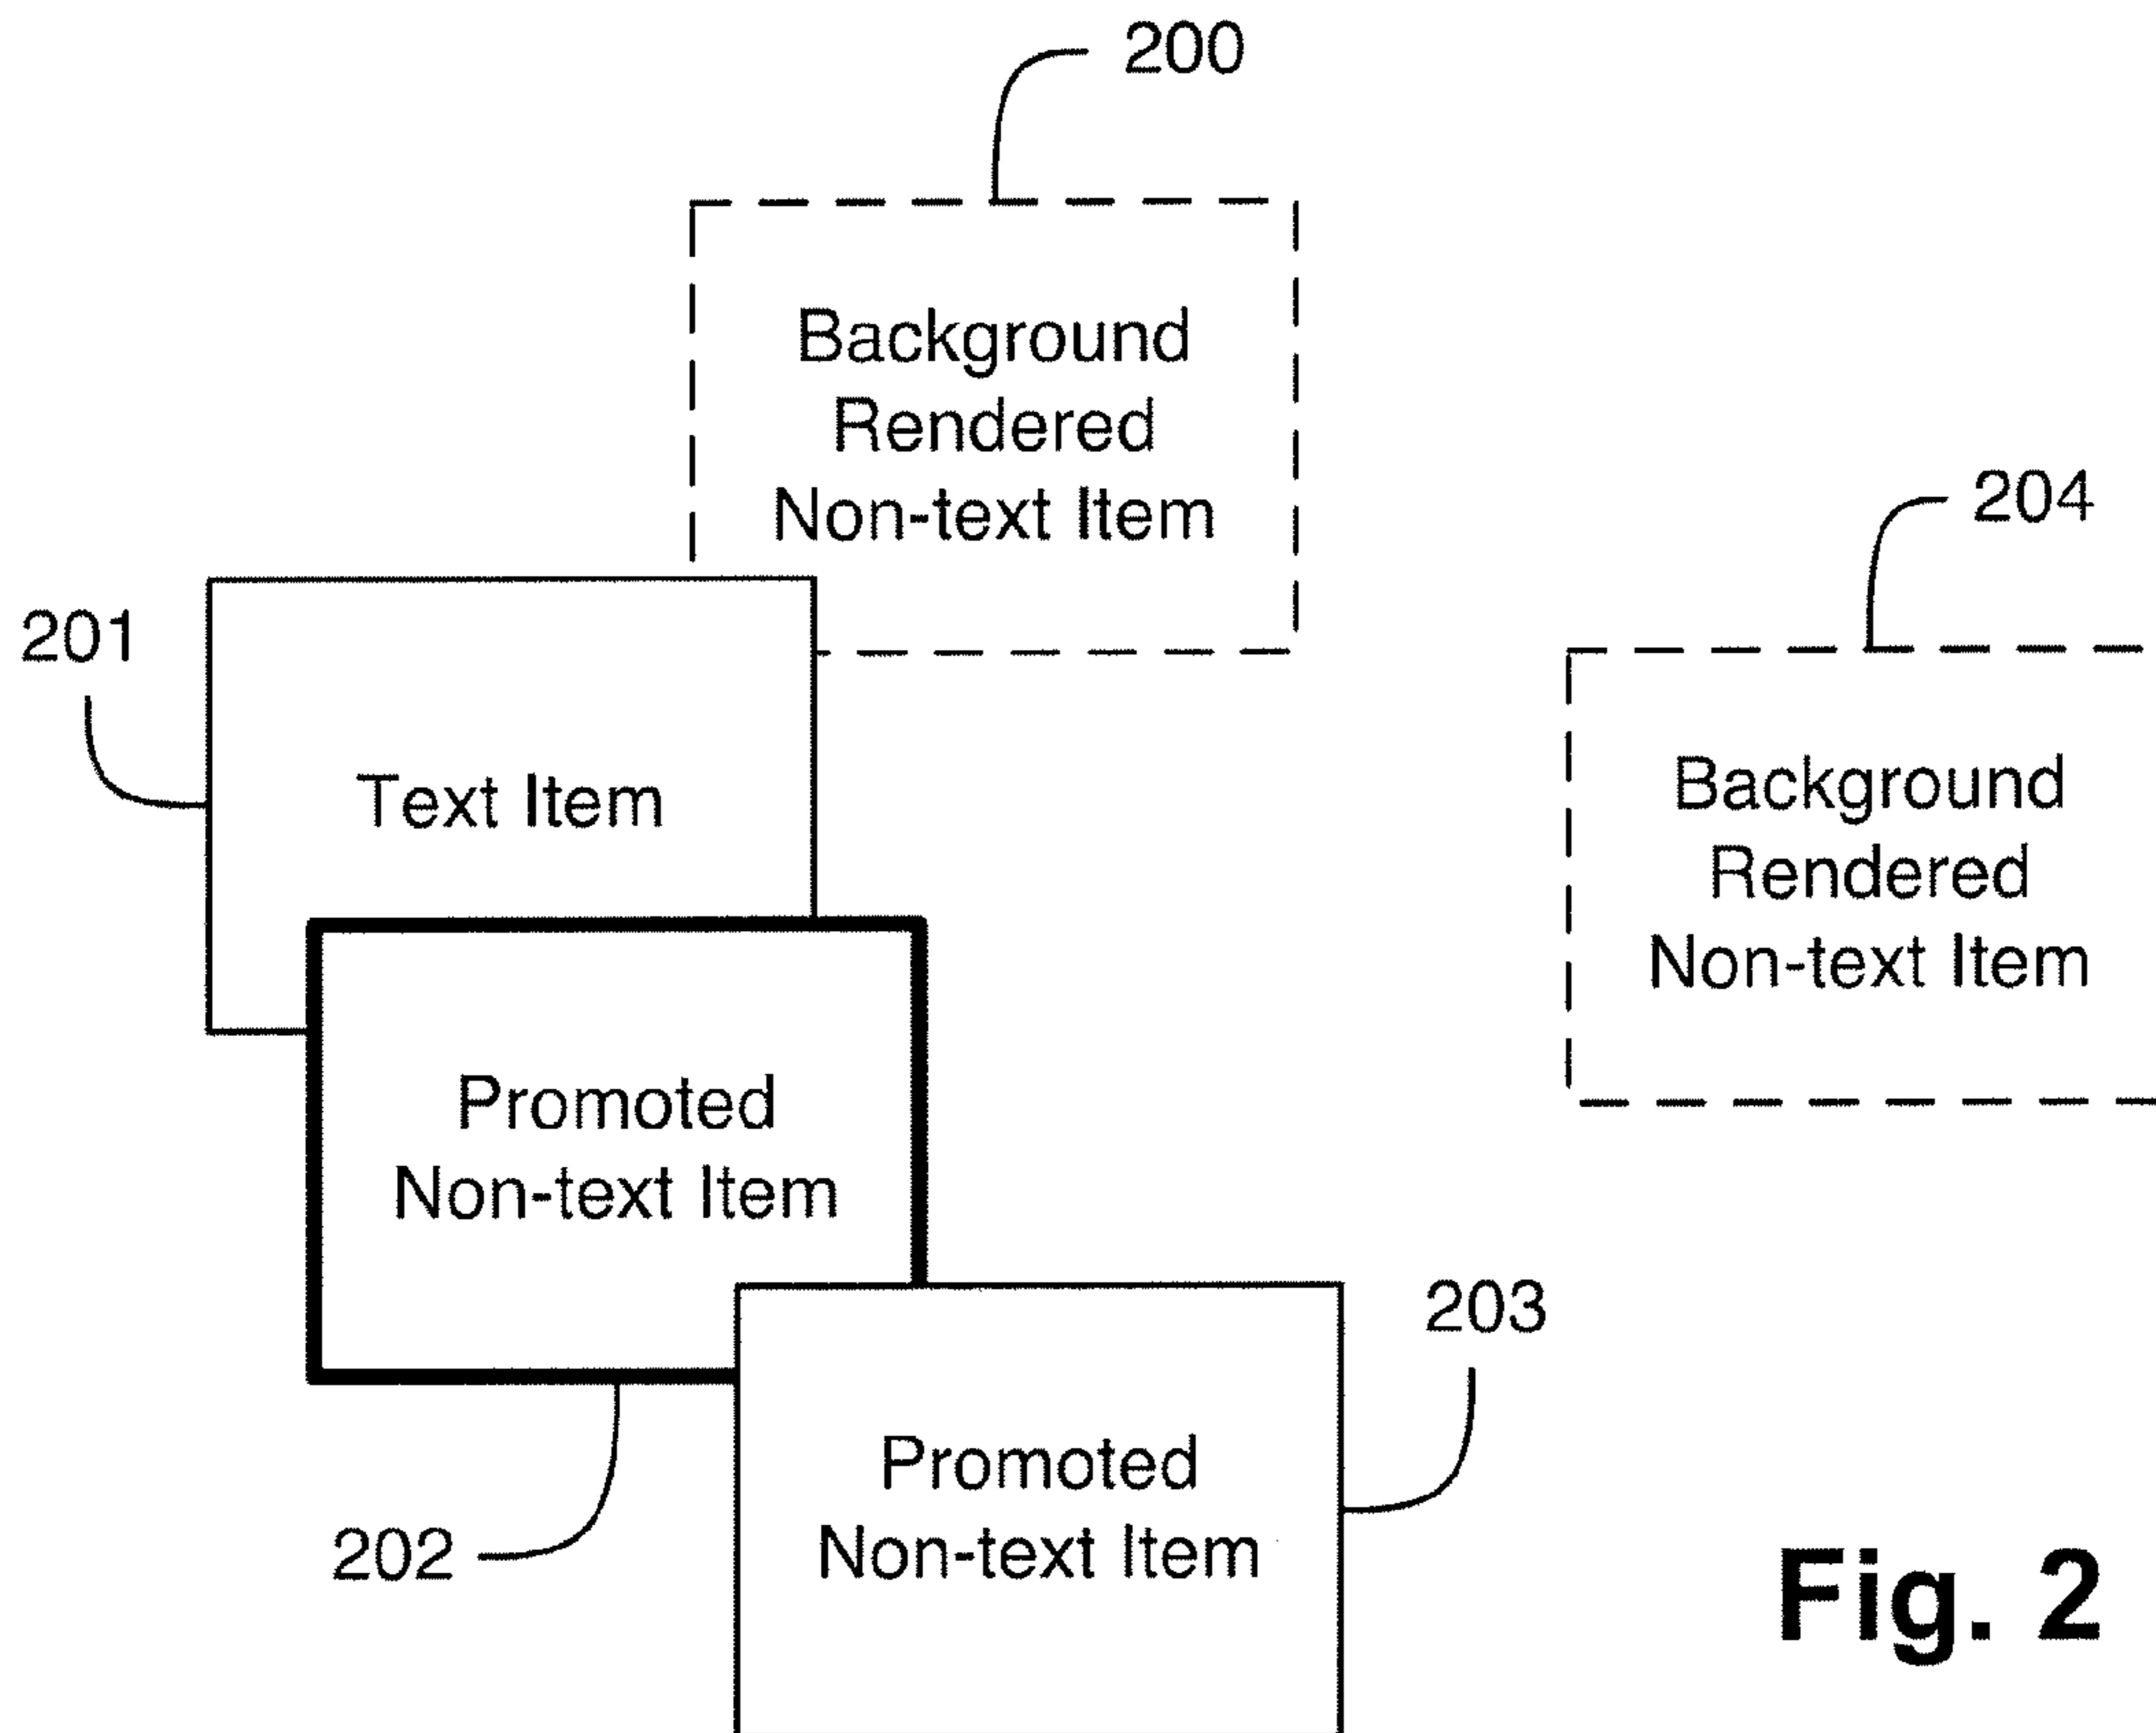 200
Background
Rendered
Non-text Item
204
201
Text Item
Background
Rendered
Non-text Item
Promoted
Non-text Item
203
Promoted
Non-text Item
202
Fig. 2